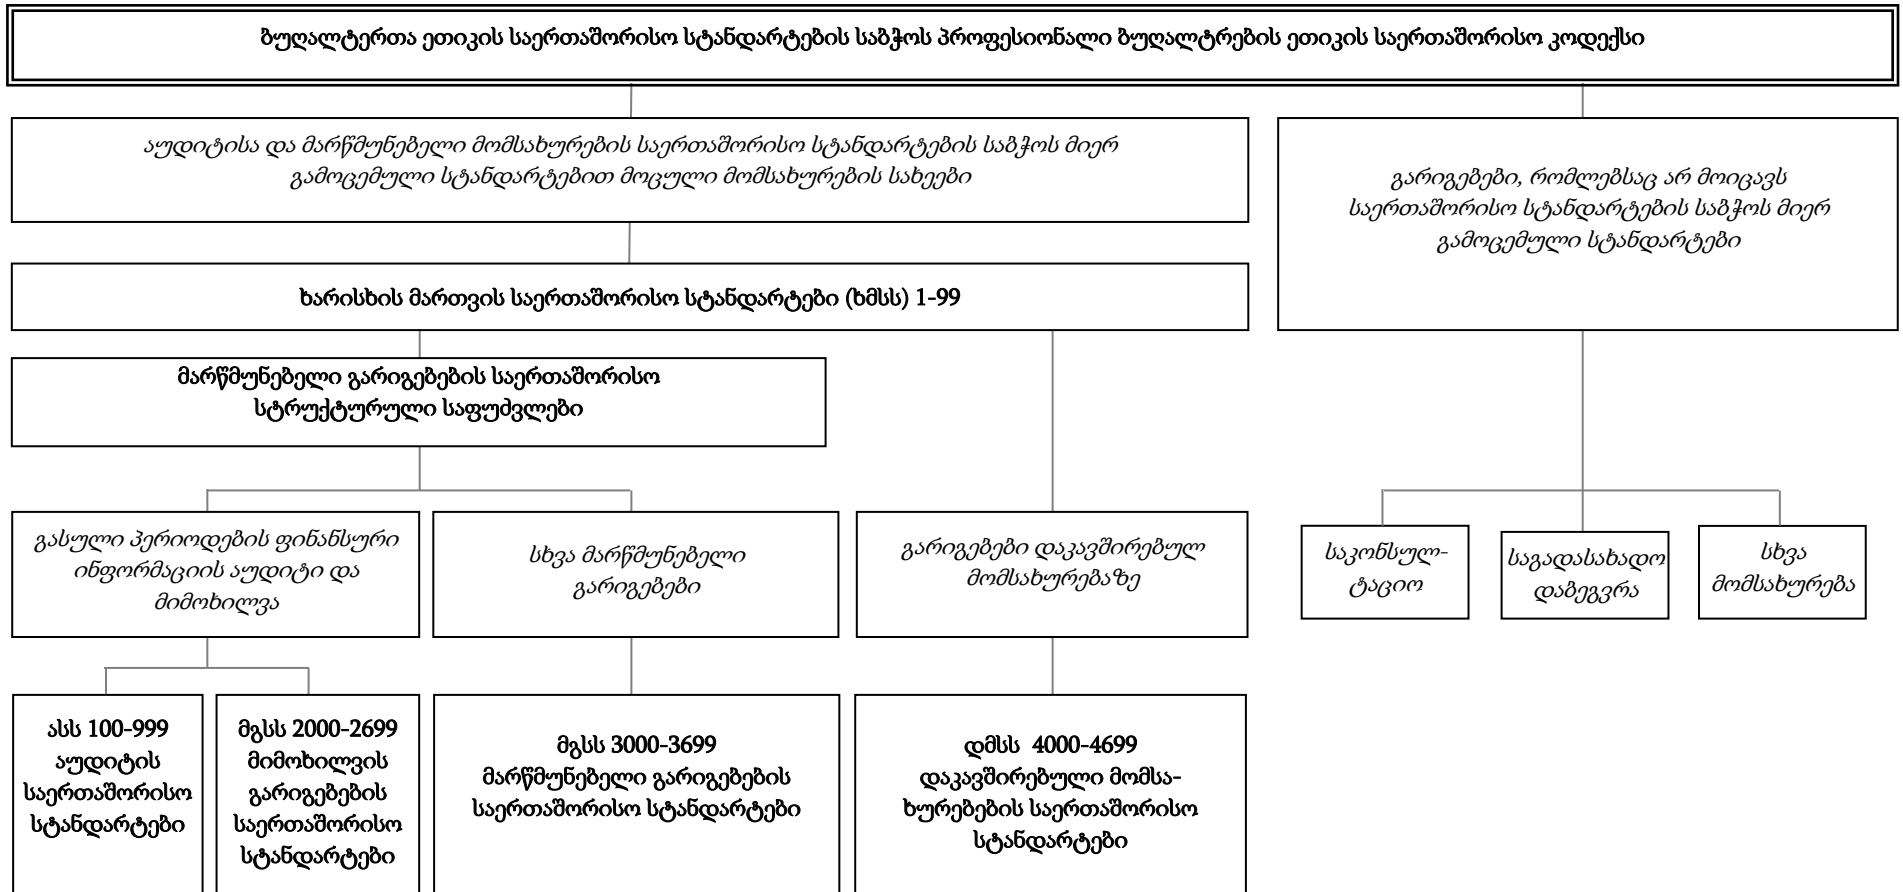 ბუღალტერთა ეთიკის საერთაშორისო სტანდარტების საბჭოს პროფესიონალი ბუღალტრების ეთიკის საერთაშორისო კოდექსი
აუდიტისა და მარწმუნებელი მომსახურების საერთაშორისო სტანდარტების საბჭოს მიერ
გამოცემული სტანდარტებით მოცული მომსახურების სახეები
გარიგებები, რომლებსაც არ მოიცავს
საერთაშორისო სტანდარტების საბჭოს მიერ
გამოცემული სტანდარტები
ხარისხის მართვის საერთაშორისო სტანდარტები (ხმსს) 1-99
მარწმუნებელი გარიგებების საერთაშორისო
სტრუქტურული საფუძვლები
გასული პერიოდების ფინანსური
ინფორმაციის აუდიტი და
მიმოხილვა
სხვა მარწმუნებელი
გარიგებები
გარიგებები დაკავშირებულ
მომსახურებაზე
საკონსულ-
ტაციო
საგადასახადო
დაბეგვრა
სხვა
მომსახურება
ასს 100-999
აუდიტის
საერთაშორისო
სტანდარტები
მგსს 2000-2699
მიმოხილვის
გარიგებების
საერთაშორისო
სტანდარტები
მგსს 3000-3699
მარწმუნებელი გარიგებების
საერთაშორისო სტანდარტები
დმსს 4000-4699
დაკავშირებული მომსა-
ხურებების საერთაშორისო
სტანდარტები